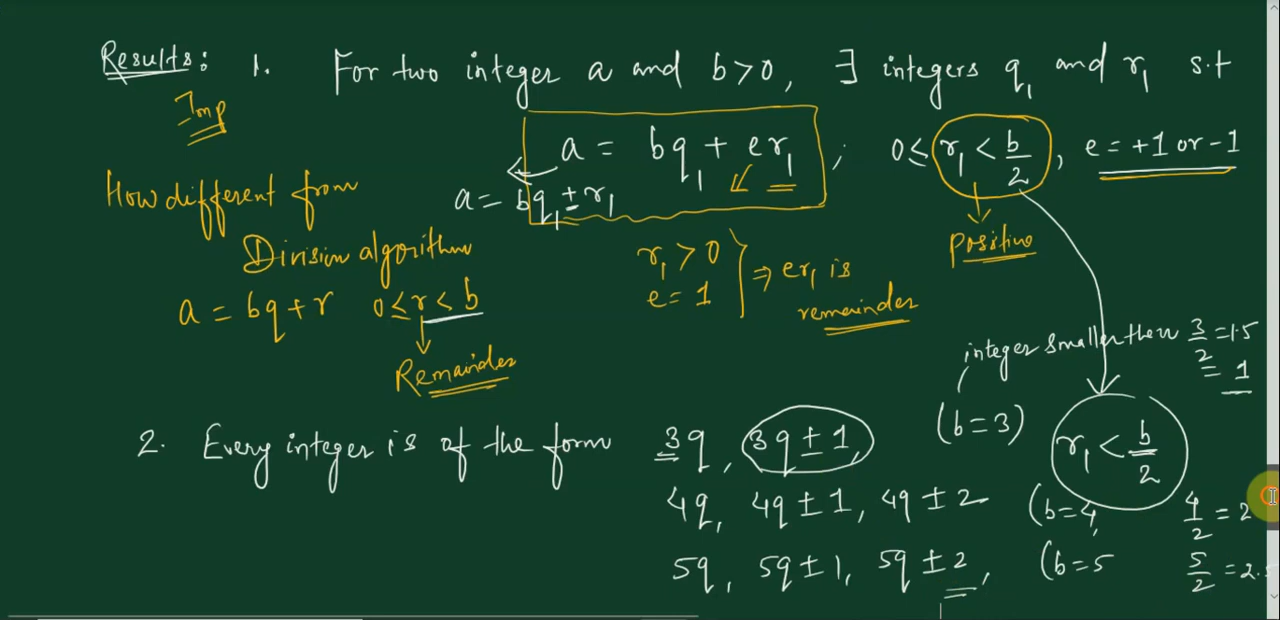 Results: 1. For two integer a and b>0, ∃ integers q₁ and r₁ s.t
Imp
a = bq₁ + er₁ ; 0 ≤ r₁ < b/2, e = +1 or -1
How different from
a = bq₁ ± r₁
Division algorithm
positive
r₁ > 0
e = 1
⇒ er₁ is
remainder
a = bq + r 0 ≤ r < b
Remainder
integer smaller then 3/2 = 1.5
= 1
2. Every integer is of the form 3q, 3q ± 1, (b=3) r₁ < b/2
4q, 4q ± 1, 4q ± 2 (b=4, 4/2 = 2
5q, 5q ± 1, 5q ± 2, (b=5 5/2 = 2.5